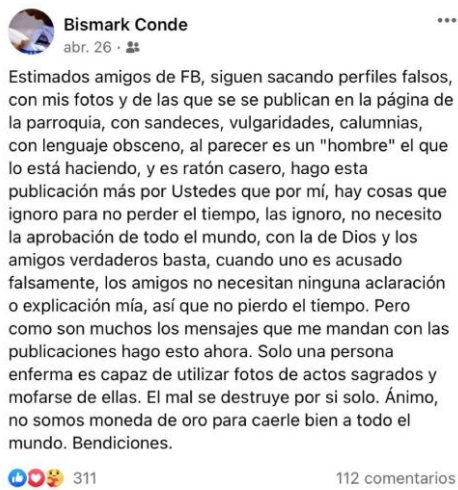 Bismark Conde
abr. 26 ·
Estimados amigos de FB, siguen sacando perfiles falsos,
con mis fotos y de las que se se publican en la página de
la parroquia, con sandeces, vulgaridades, calumnias,
con lenguaje obsceno, al parecer es un "hombre" el que
lo está haciendo, y es ratón casero, hago esta
publicación más por Ustedes que por mí, hay cosas que
ignoro para no perder el tiempo, las ignoro, no necesito
la aprobación de todo el mundo, con la de Dios y los
amigos verdaderos basta, cuando uno es acusado
falsamente, los amigos no necesitan ninguna aclaración
o explicación mía, así que no pierdo el tiempo. Pero
como son muchos los mensajes que me mandan con las
publicaciones hago esto ahora. Solo una persona
enferma es capaz de utilizar fotos de actos sagrados y
mofarse de ellas. El mal se destruye por si solo. Ánimo,
no somos moneda de oro para caerle bien a todo el
mundo. Bendiciones.
311
112 comentarios